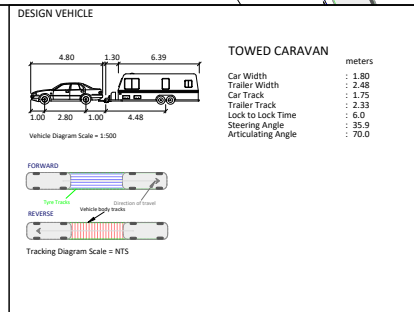 DESIGN VEHICLE
4.80 1.30 6.39
1.00 2.80 1.00 4.48
Vehicle Diagram Scale = 1:500
TOWED CARAVAN
meters
Car Width : 1.80
Trailer Width : 2.48
Car Track : 1.75
Trailer Track : 2.33
Lock to Lock Time : 6.0
Steering Angle : 35.9
Articulating Angle : 70.0
FORWARD
Tyre Tracks
Direction of travel
Vehicle body tracks
REVERSE
Tracking Diagram Scale = NTS